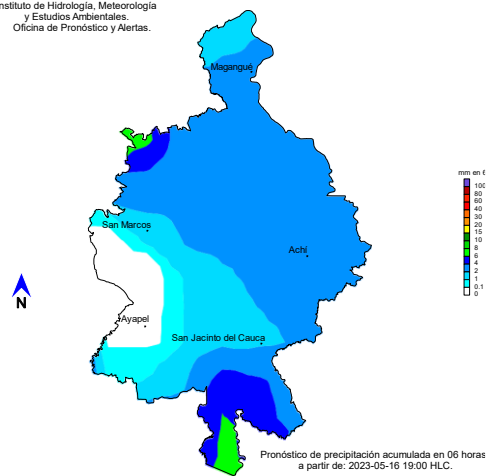 nstituto de Hidrología, Meteorología
y Estudios Ambientales.
Oficina de Pronóstico y Alertas.
Magangué
San Marcos
Achí
Ayapel
San Jacinto del Cauca
N
mm en 6
100
80
60
40
30
20
15
10
8
6
4
2
1
0.1
0
Pronóstico de precipitación acumulada en 06 horas
a partir de: 2023-05-16 19:00 HLC.